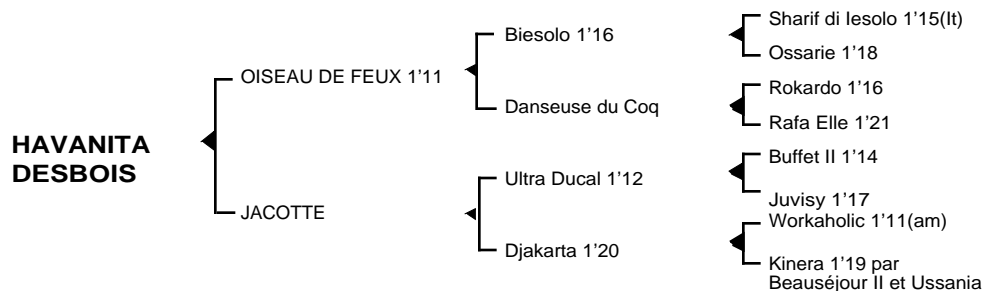 HAVANITA
DESBOIS
OISEAU DE FEUX 1’11
JACOTTE
Biesolo 1’16
Danseuse du Coq
Ultra Ducal 1’12
Djakarta 1’20
Sharif di Iesolo 1’15(It)
Ossarie 1’18
Rokardo 1’16
Rafa Elle 1’21
Buffet II 1’14
Juvisy 1’17
Workaholic 1’11(am)
Kinera 1’19 par
Beauséjour II et Ussania